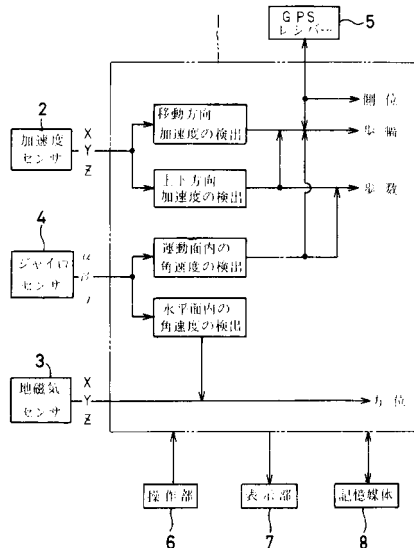 GPS
レシバー
5
2
加速度
センサ
X
Y
Z
移動方向
加速度の検出
上下方向
加速度の検出
測位
歩幅
歩数
4
ジャイロ
センサ
α
β
運動面内の
角速度の検出
水平面内の
角速度の検出
3
地磁気
センサ
X
Y
Z
方位
操作部
表示部
記憶媒体
6
7
8